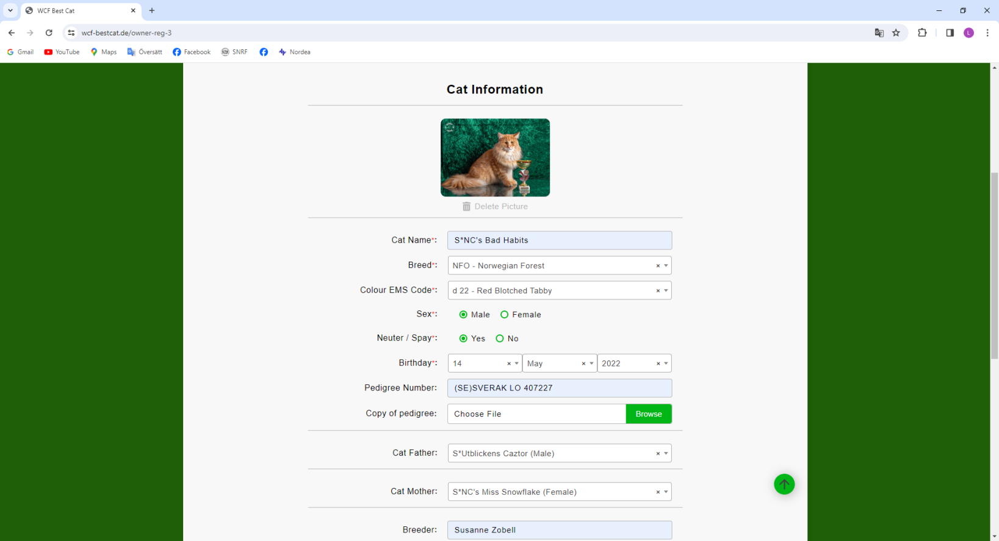 WCF Best Cat
wcf-bestcat.de/owner-reg-3
Gmail YouTube Maps Översätt Facebook SNRF Nordea
Cat Information
Delete Picture
Cat Name*: S*NC's Bad Habits
Breed*: NFO - Norwegian Forest
Colour EMS Code*: d 22 - Red Blotched Tabby
Sex*: Male Female
Neuter / Spay*: Yes No
Birthday*: 14 May 2022
Pedigree Number: (SE)SVERAK LO 407227
Copy of pedigree: Choose File Browse
Cat Father: S*Utblickens Caztor (Male)
Cat Mother: S*NC's Miss Snowflake (Female)
Breeder: Susanne Zobell